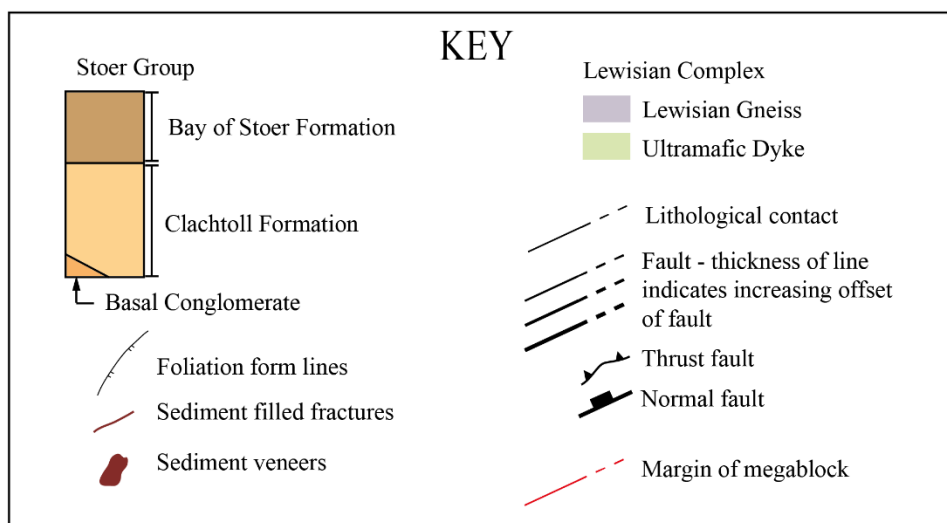 KEY
Stoer Group
Bay of Stoer Formation
Clachtoll Formation
Basal Conglomerate
Foliation form lines
Sediment filled fractures
Sediment veneers
Lewisian Complex
Lewisian Gneiss
Ultramafic Dyke
Lithological contact
Fault - thickness of line
indicates increasing offset
of fault
Thrust fault
Normal fault
Margin of megablock